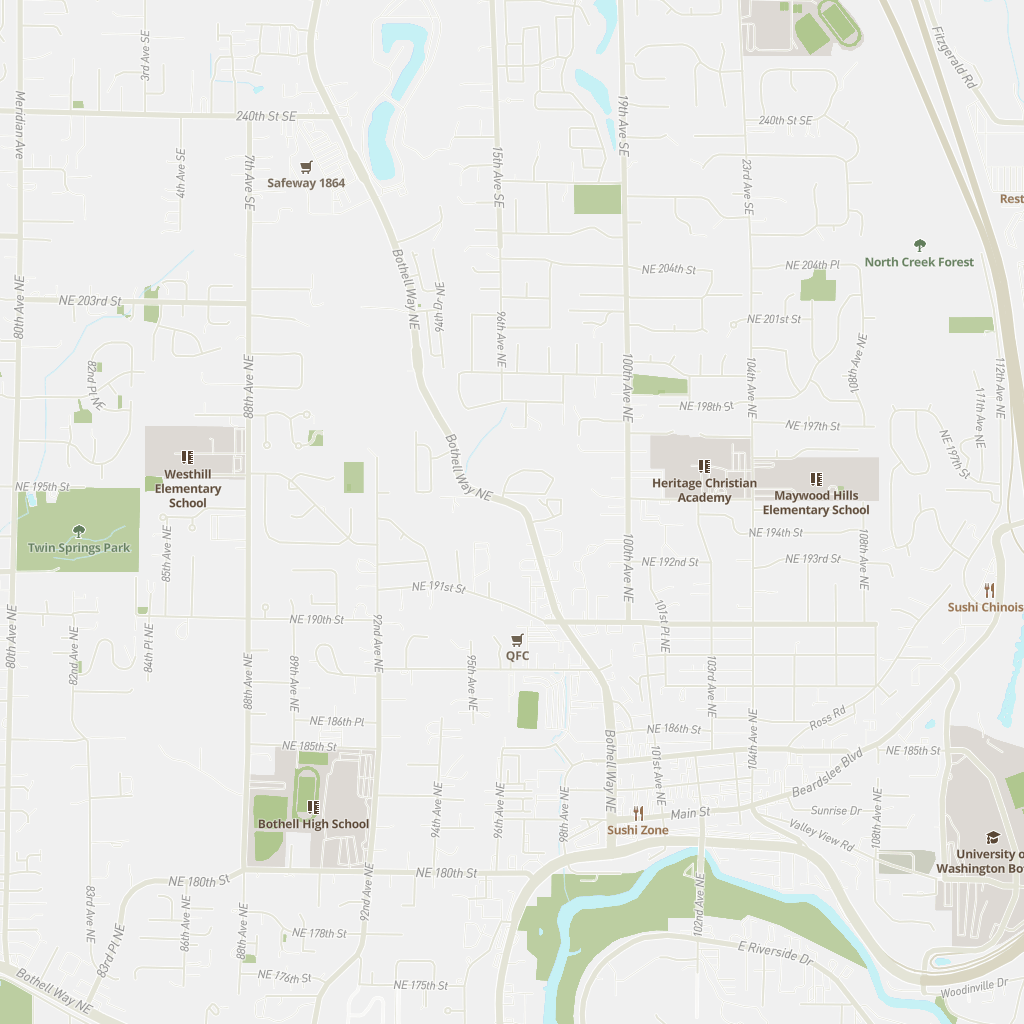 Fitzgerald Rd
3rd Ave SE
Meridian Ave
240th St SE
19th Ave SE
240th St SE
15th Ave SE
7th Ave SE
4th Ave SE
23rd Ave SE
Safeway 1864
Rest
North Creek Forest
NE 204th St
NE 204th Pl
Bothell Way NE
80th Ave NE
NE 203rd St
94th Dr NE
96th Ave NE
NE 201st St
108th Ave NE
82nd Pl NE
88th Ave NE
100th Ave NE
104th Ave NE
112th Ave NE
111th Ave NE
NE 198th St
NE 197th St
NE 197th St
Bothell Way NE
Westhill
Elementary
School
Heritage Christian
Academy
Maywood Hills
Elementary School
NE 195th St
Twin Springs Park
85th Ave NE
NE 194th St
100th Ave NE
108th Ave NE
NE 192nd St
NE 193rd St
NE 191st St
Sushi Chinois
80th Ave NE
82nd Ave NE
84th Pl NE
NE 190th St
92nd Ave NE
101st Pl NE
QFC
88th Ave NE
89th Ave NE
95th Ave NE
103rd Ave NE
104th Ave NE
NE 186th Pl
NE 185th St
Ross Rd
NE 186th St
Bothell Way NE
101st Ave NE
NE 185th St
Beardslee Blvd
Bothell High School
94th Ave NE
96th Ave NE
98th Ave NE
Sushi Zone
Main St
Sunrise Dr
Valley View Rd
108th Ave NE
University o
Washington Bo
NE 180th St
NE 180th St
92nd Ave NE
102nd Ave NE
83rd Ave NE
83rd Pl NE
86th Ave NE
88th Ave NE
NE 178th St
E Riverside Dr
NE 176th St
NE 175th St
Bothell Way NE
Woodinville Dr